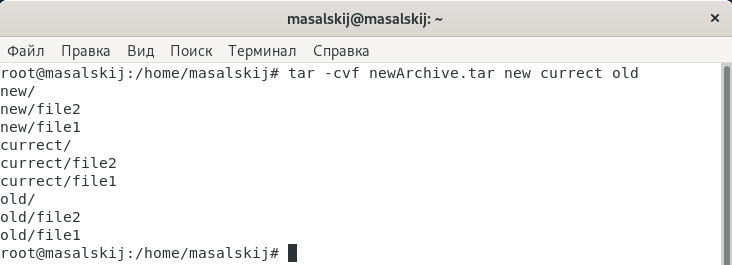 masalskij@masalskij: ~
Файл Правка Вид Поиск Терминал Справка
root@masalskij:/home/masalskij# tar -cvf newArchive.tar new currect old
new/
new/file2
new/file1
currect/
currect/file2
currect/file1
old/
old/file2
old/file1
root@masalskij:/home/masalskij#